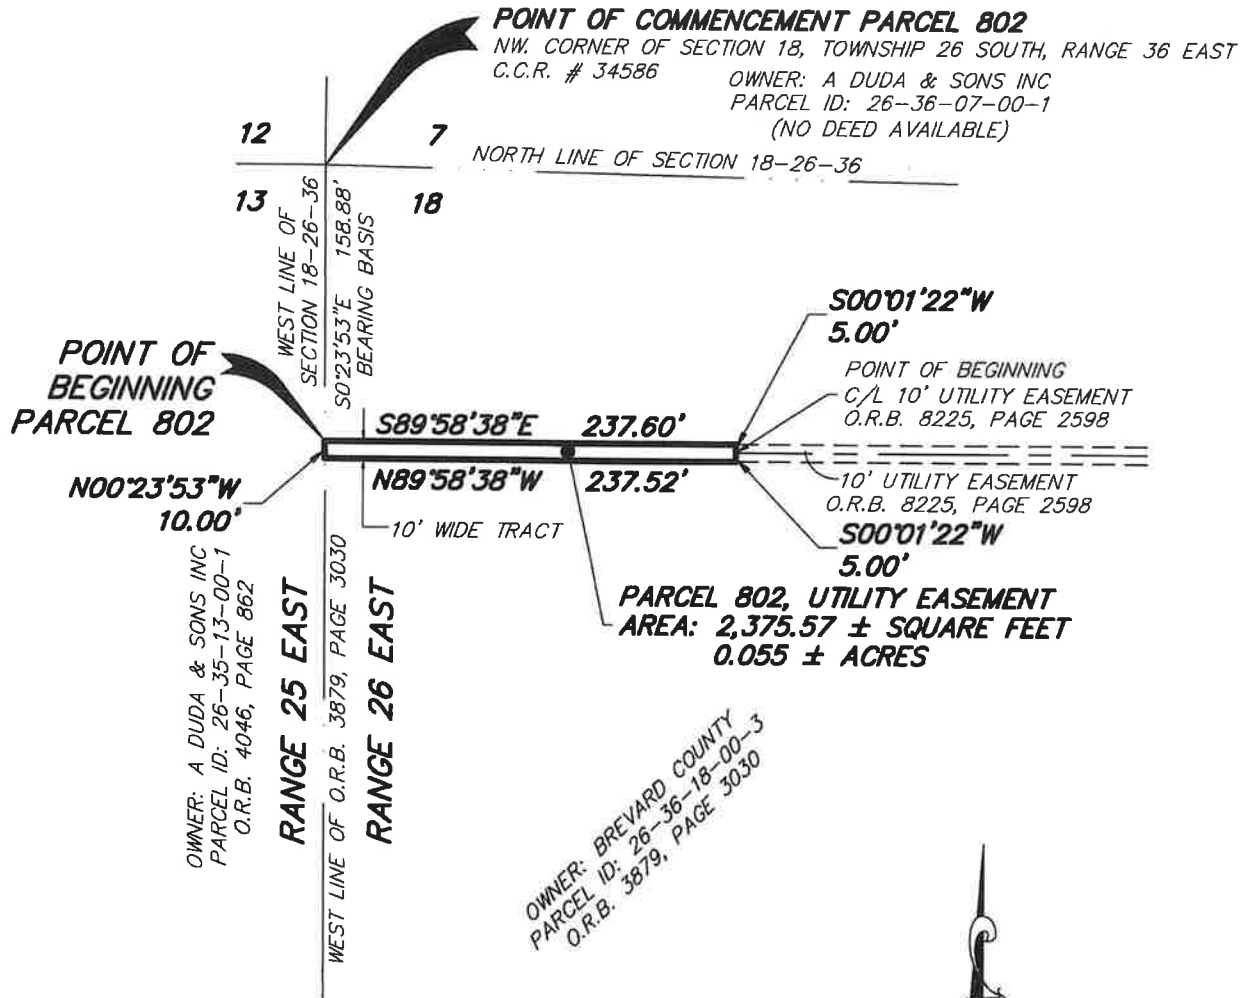 POINT OF COMMENCEMENT PARCEL 802
NW. CORNER OF SECTION 18, TOWNSHIP 26 SOUTH, RANGE 36 EAST
C.C.R. # 34586
OWNER: A DUDA & SONS INC
PARCEL ID: 26-36-07-00-1
(NO DEED AVAILABLE)
12
7
NORTH LINE OF SECTION 18-26-36
13
18
WEST LINE OF
SECTION 18-26-36
S0°23'53"E 158.88'
BEARING BASIS
POINT OF
BEGINNING
PARCEL 802
S00°01'22"W
5.00'
POINT OF BEGINNING
C/L 10' UTILITY EASEMENT
O.R.B. 8225, PAGE 2598
S89°58'38"E 237.60'
N89°58'38"W 237.52'
N00°23'53"W
10.00'
10' UTILITY EASEMENT
O.R.B. 8225, PAGE 2598
10' WIDE TRACT
S00°01'22"W
5.00'
PARCEL 802, UTILITY EASEMENT
AREA: 2,375.57 ± SQUARE FEET
0.055 ± ACRES
OWNER: A DUDA & SONS INC
PARCEL ID: 26-35-13-00-1
O.R.B. 4046, PAGE 862
RANGE 25 EAST
WEST LINE OF O.R.B. 3879, PAGE 3030
RANGE 26 EAST
OWNER: BREVARD COUNTY
PARCEL ID: 26-36-18-00-3
O.R.B. 3879, PAGE 3030